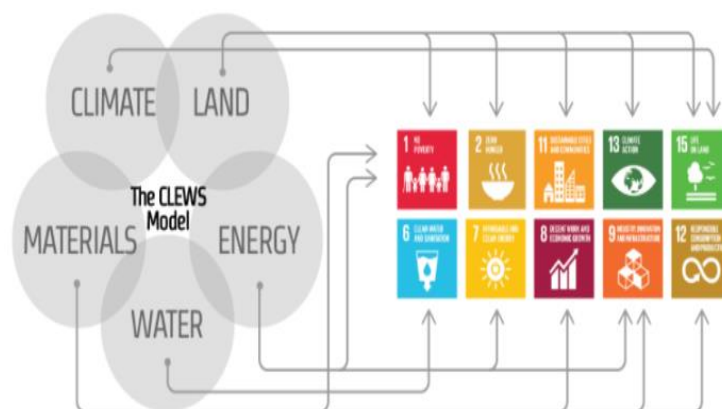 CLIMATE
LAND
The CLEWS
Model
MATERIALS
ENERGY
WATER
1 NO
POVERTY
2 ZERO
HUNGER
11 SUSTAINABLE CITIES
AND COMMUNITIES
13 CLIMATE
ACTION
15 LIFE
ON LAND
6 CLEAN WATER
AND SANITATION
7 AFFORDABLE AND
CLEAN ENERGY
8 DECENT WORK AND
ECONOMIC GROWTH
9 INDUSTRY, INNOVATION
AND INFRASTRUCTURE
12 RESPONSIBLE
CONSUMPTION